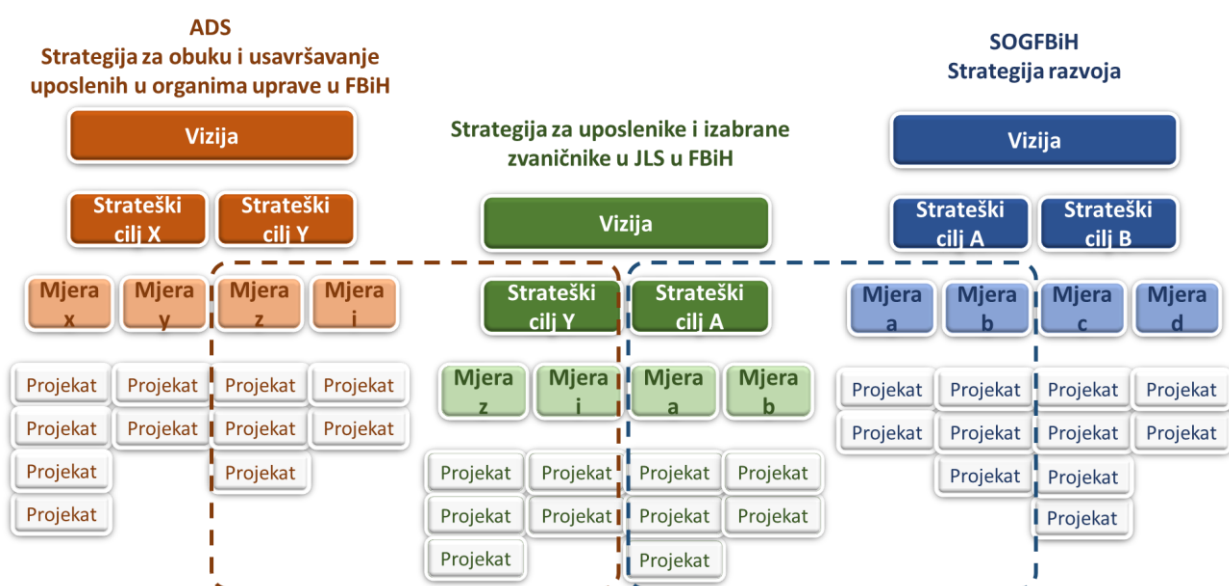 ADS
Strategija za obuku i usavršavanje
uposlenih u organima uprave u FBiH
Vizija
Strateški
cilj X
Strateški
cilj Y
Mjera
x
Mjera
y
Mjera
z
Mjera
i
Projekat
Projekat
Projekat
Projekat
Projekat
Projekat
Projekat
Projekat
Projekat
Projekat
Projekat
Strategija za uposlenike i izabrane
zvaničnike u JLS u FBiH
Vizija
Strateški
cilj Y
Strateški
cilj A
Mjera
z
Mjera
i
Mjera
a
Mjera
b
Projekat
Projekat
Projekat
Projekat
Projekat
Projekat
Projekat
Projekat
Projekat
Projekat
SOGFBiH
Strategija razvoja
Vizija
Strateški
cilj A
Strateški
cilj B
Mjera
a
Mjera
b
Mjera
c
Mjera
d
Projekat
Projekat
Projekat
Projekat
Projekat
Projekat
Projekat
Projekat
Projekat
Projekat
Projekat